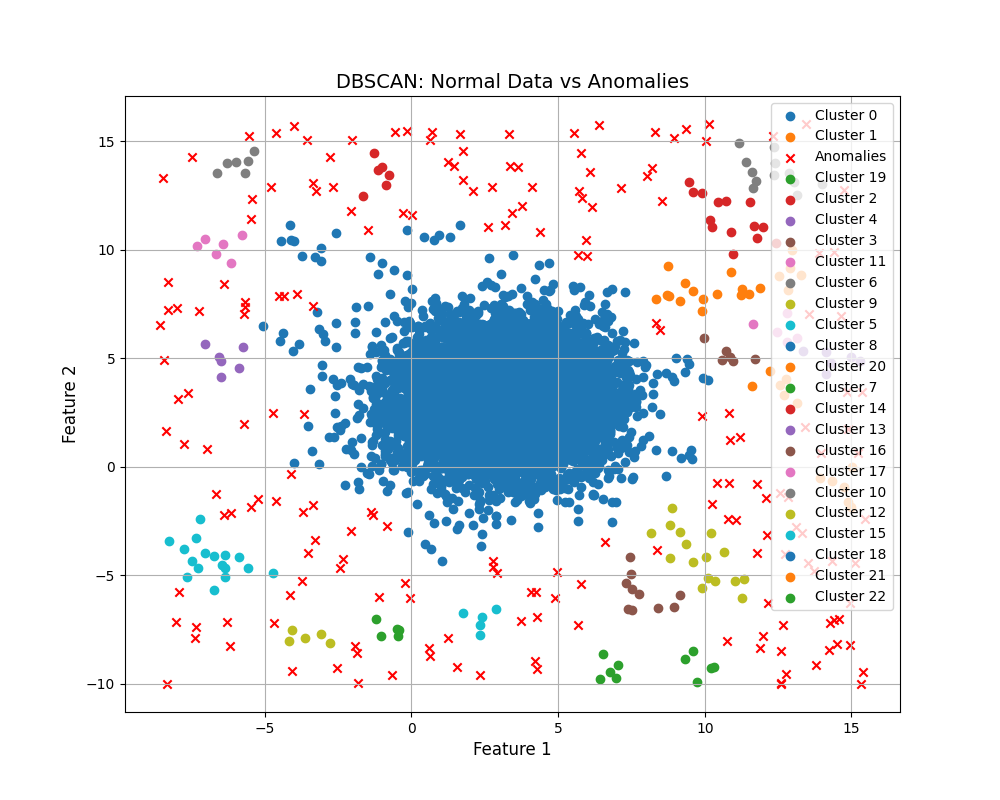 DBSCAN: Normal Data vs Anomalies
Feature 2
15
10
5
0
−5
−10
−5
0
5
10
15
Feature 1
Cluster 0
Cluster 1
Anomalies
Cluster 19
Cluster 2
Cluster 4
Cluster 3
Cluster 11
Cluster 6
Cluster 9
Cluster 5
Cluster 8
Cluster 20
Cluster 7
Cluster 14
Cluster 13
Cluster 16
Cluster 17
Cluster 10
Cluster 12
Cluster 15
Cluster 18
Cluster 21
Cluster 22